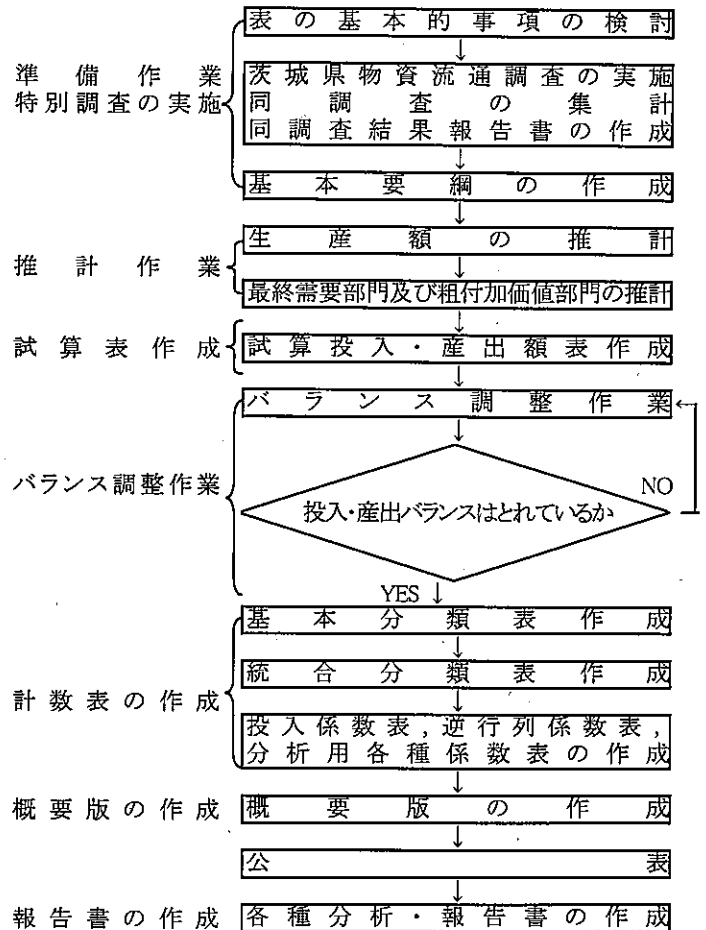 表の基本的事項の検討
準備作業
特別調査の実施
茨城県物資流通調査の実施
同調査の集計
同調査結果報告書の作成
基本要綱の作成
推計作業
生産額の推計
最終需要部門及び粗付加価値部門の推計
試算表作成
試算投入・産出額表作成
バランス調整作業
バランス調整作業
投入・産出バランスはとれているか
NO
YES
計数表の作成
基本分類表作成
統合分類表作成
投入係数表,逆行列係数表,
分析用各種係数表の作成
概要版の作成
概要版の作成
公表
報告書の作成
各種分析・報告書の作成